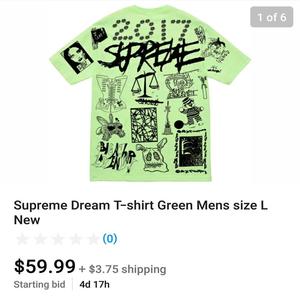 1 of 6
2017
SUPREME
Supreme Dream T-shirt Green Mens size L
New
(0)
$59.99 + $3.75 shipping
Starting bid 4d 17h